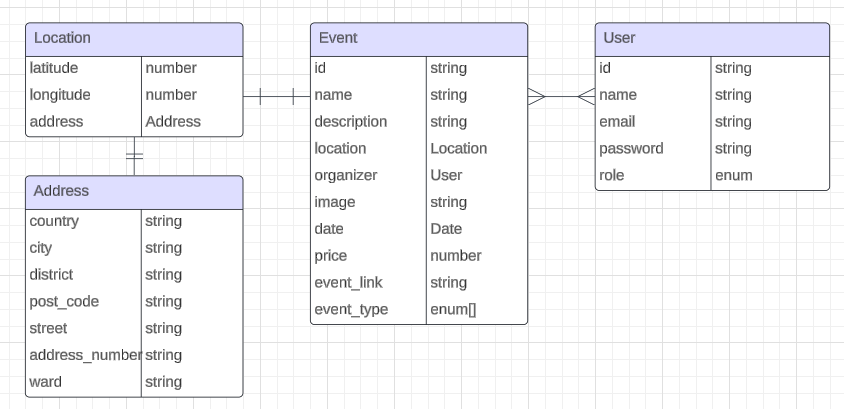 Location
latitude number
longitude number
address Address
Address
country string
city string
district string
post_code string
street string
address_number string
ward string
Event
id string
name string
description string
location Location
organizer User
image string
date Date
price number
event_link string
event_type enum[]
User
id string
name string
email string
password string
role enum